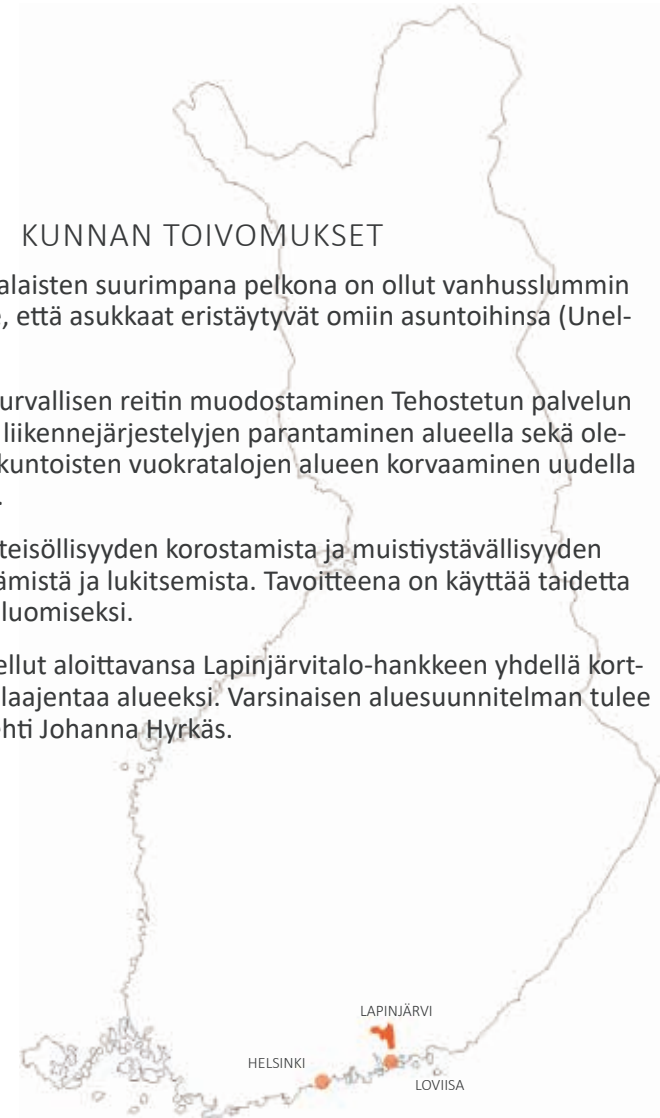 KUNNAN TOIVOMUKSET
alaisten suurimpana pelkona on ollut vanhusslummin
, että asukkaat eristäytyvät omiin asuntoihinsa (Unel-
urvallisen reitin muodostaminen Tehostetun palvelun
liikennejärjestelyjen parantaminen alueella sekä ole-
kuntoisten vuokratalojen alueen korvaaminen uudella
.
teisöllisyyden korostamista ja muistiystävällisyyden
ämistä ja lukitsemista. Tavoitteena on käyttää taidetta
luomiseksi.
ellut aloittavansa Lapinjärvitalo-hankkeen yhdellä kort-
laajentaa alueeksi. Varsinaisen aluesuunnitelman tulee
ehti Johanna Hyrkäs.
LAPINJÄRVI
HELSINKI
LOVIISA